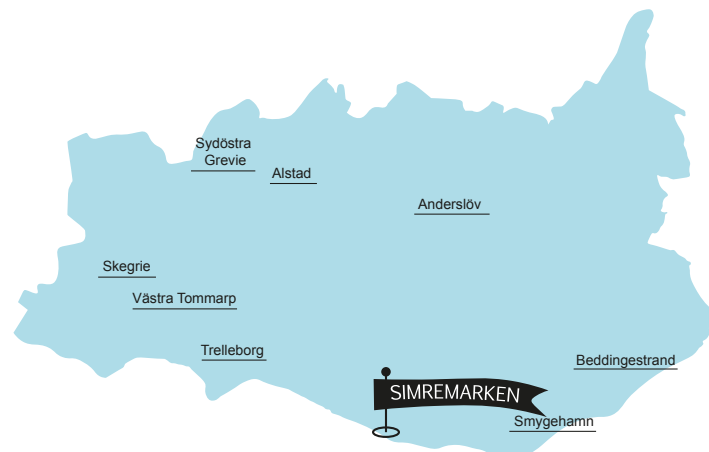 Sydöstra
Grevie
Alstad
Anderslöv
Skegrie
Västra Tommarp
Trelleborg
Beddingestrand
SIMREMARKEN
Smygehamn